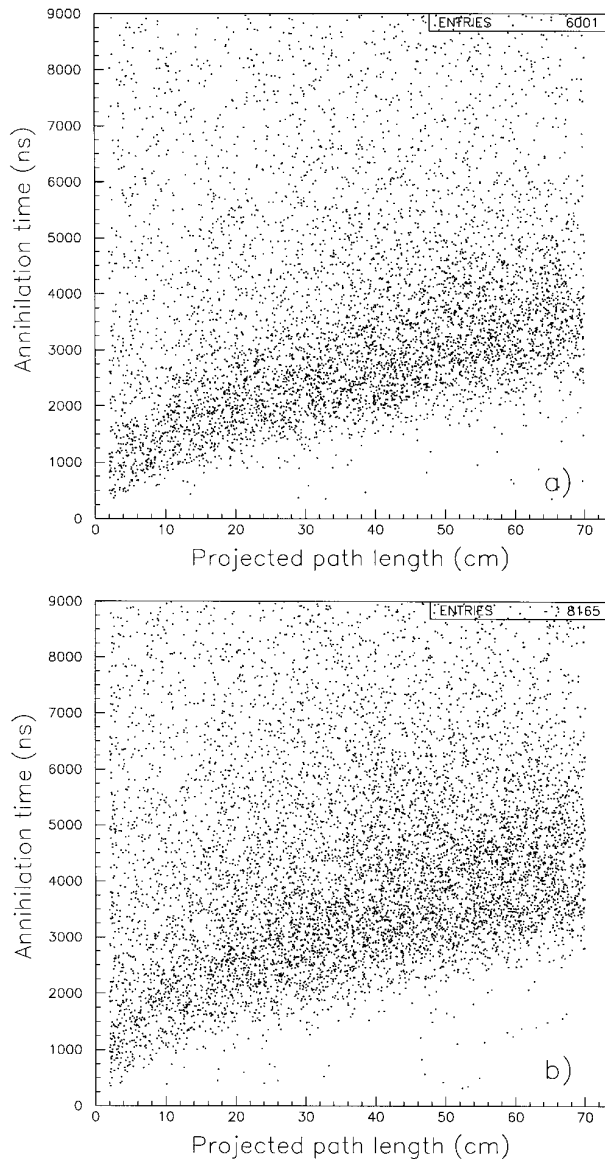 ENTRIES 6001
9000
8000
7000
6000
5000
4000
3000
2000
1000
0
Annihilation time (ns)
a)
0 10 20 30 40 50 60 70
Projected path length (cm)
ENTRIES 8165
9000
8000
7000
6000
5000
4000
3000
2000
1000
0
Annihilation time (ns)
b)
0 10 20 30 40 50 60 70
Projected path length (cm)